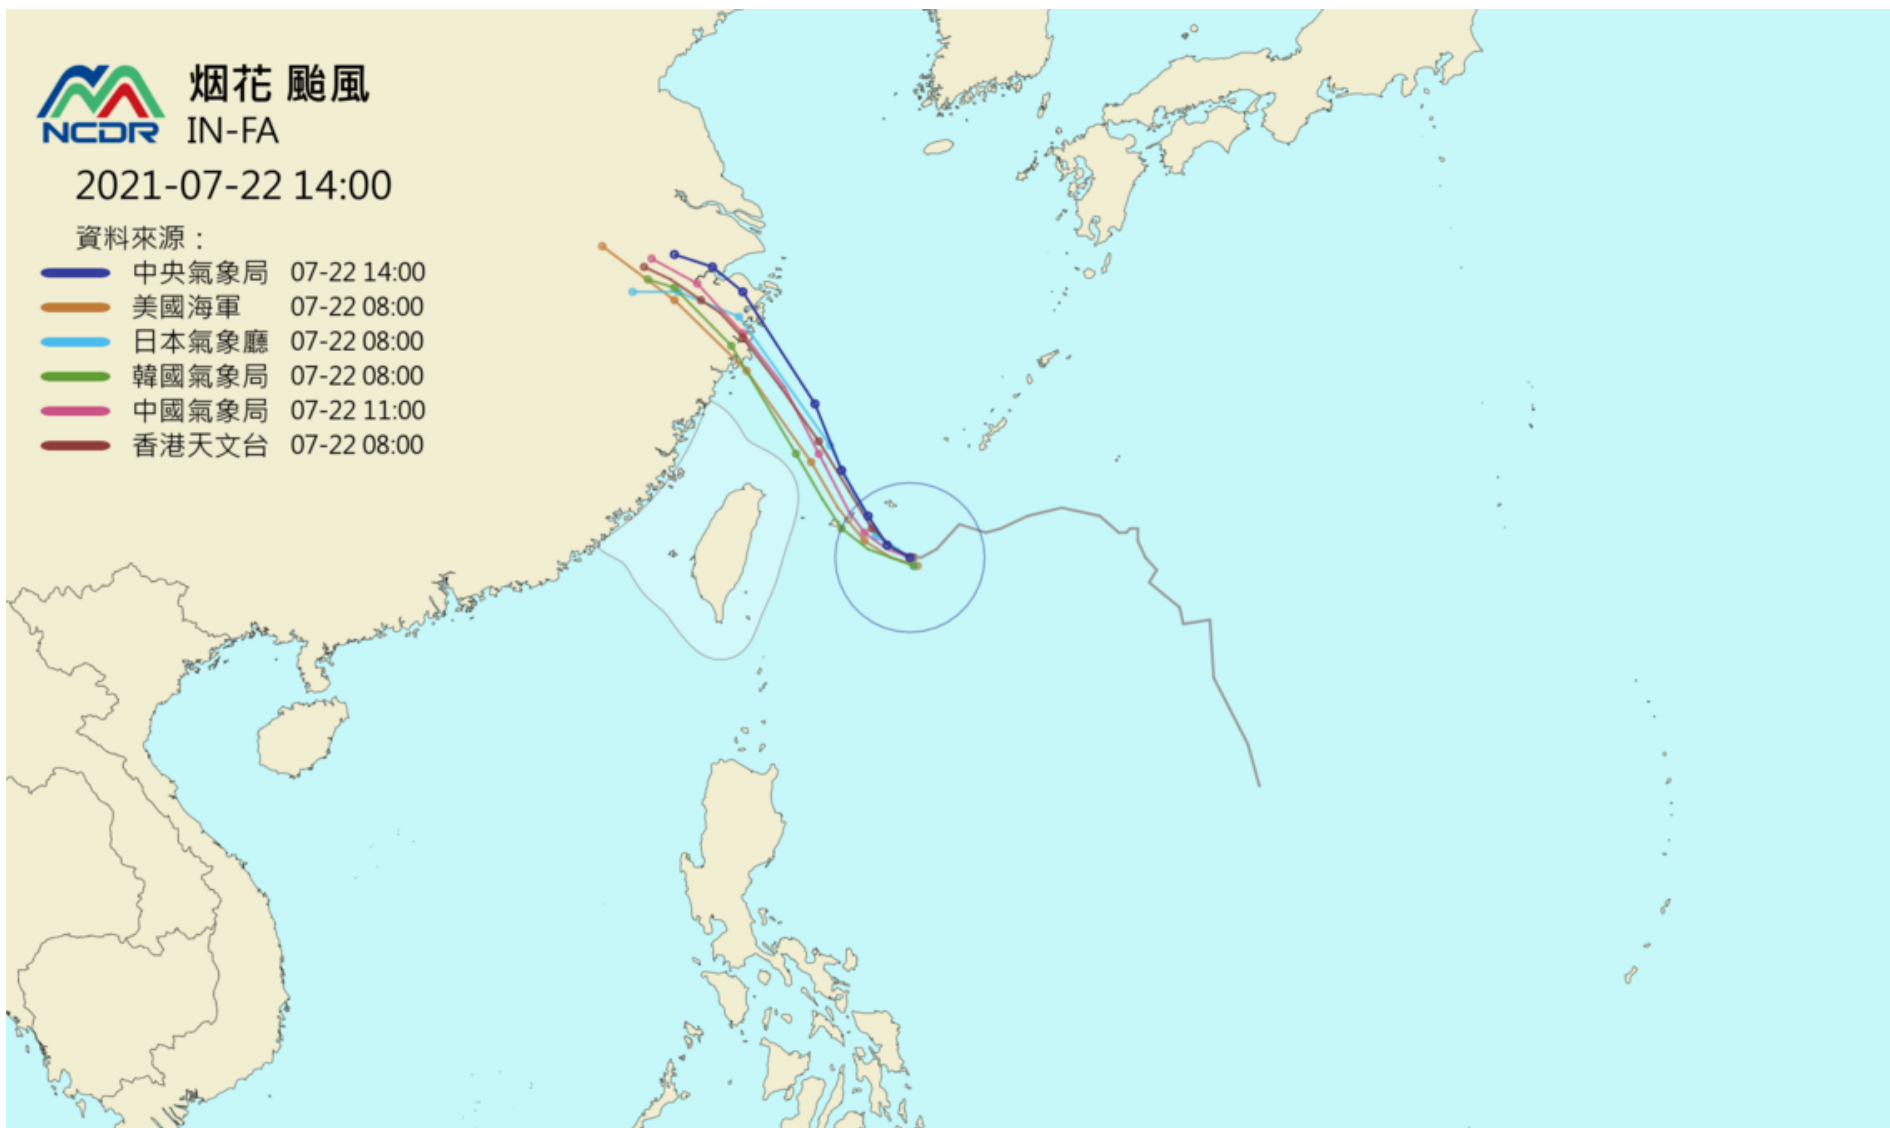 NCDR
烟花 颱風
IN-FA
2021-07-22 14:00
資料來源：
中央氣象局 07-22 14:00
美國海軍 07-22 08:00
日本氣象廳 07-22 08:00
韓國氣象局 07-22 08:00
中國氣象局 07-22 11:00
香港天文台 07-22 08:00